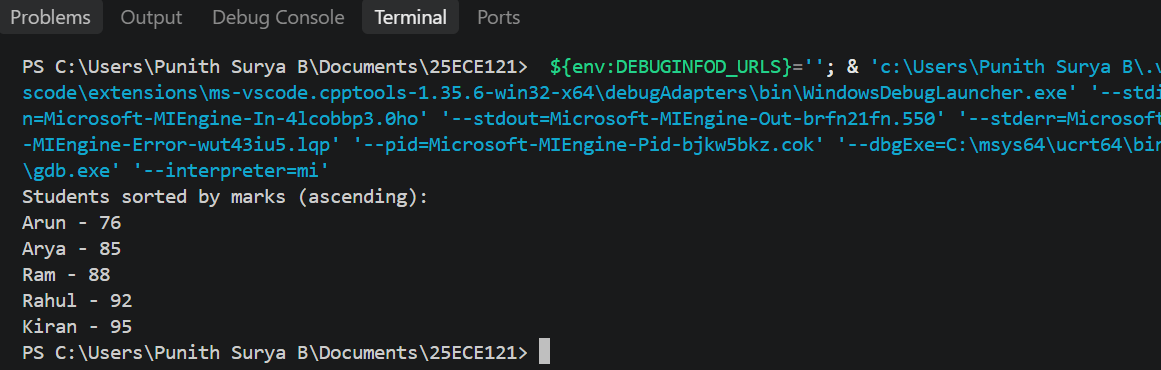 Problems Output Debug Console Terminal Ports
PS C:\Users\Punith Surya B\Documents\25ECE121>  ${env:DEBUGINFOD_URLS}=''; & 'c:\Users\Punith Surya B\.v
scode\extensions\ms-vscode.cpptools-1.35.6-win32-x64\debugAdapters\bin\WindowsDebugLauncher.exe' '--stdi
n=Microsoft-MIEngine-In-4lcobbp3.0ho' '--stdout=Microsoft-MIEngine-Out-brfn21fn.550' '--stderr=Microsoft
-MIEngine-Error-wut43iu5.lqp' '--pid=Microsoft-MIEngine-Pid-bjkw5bkz.cok' '--dbgExe=C:\msys64\ucrt64\bin
\gdb.exe' '--interpreter=mi'
Students sorted by marks (ascending):
Arun - 76
Arya - 85
Ram - 88
Rahul - 92
Kiran - 95
PS C:\Users\Punith Surya B\Documents\25ECE121>